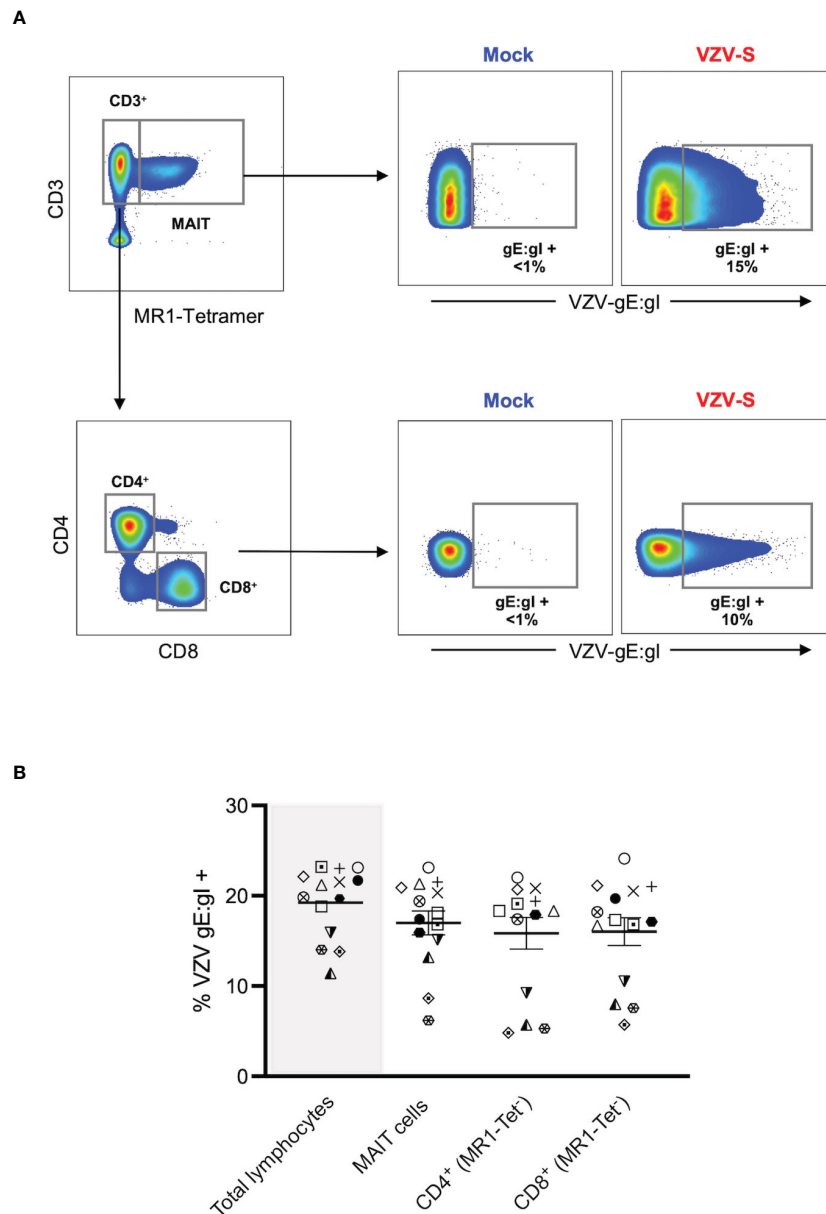 A
Mock
VZV-S
CD3⁺
CD3
MAIT
gE:gI +
<1%
gE:gI +
15%
MR1-Tetramer
VZV-gE:gI
Mock
VZV-S
CD4⁺
CD4
CD8⁺
gE:gI +
<1%
gE:gI +
10%
CD8
VZV-gE:gI
B
% VZV gE:gI +
30
20
10
0
Total lymphocytes
MAIT cells
CD4⁺ (MR1-Tet⁻)
CD8⁺ (MR1-Tet⁻)